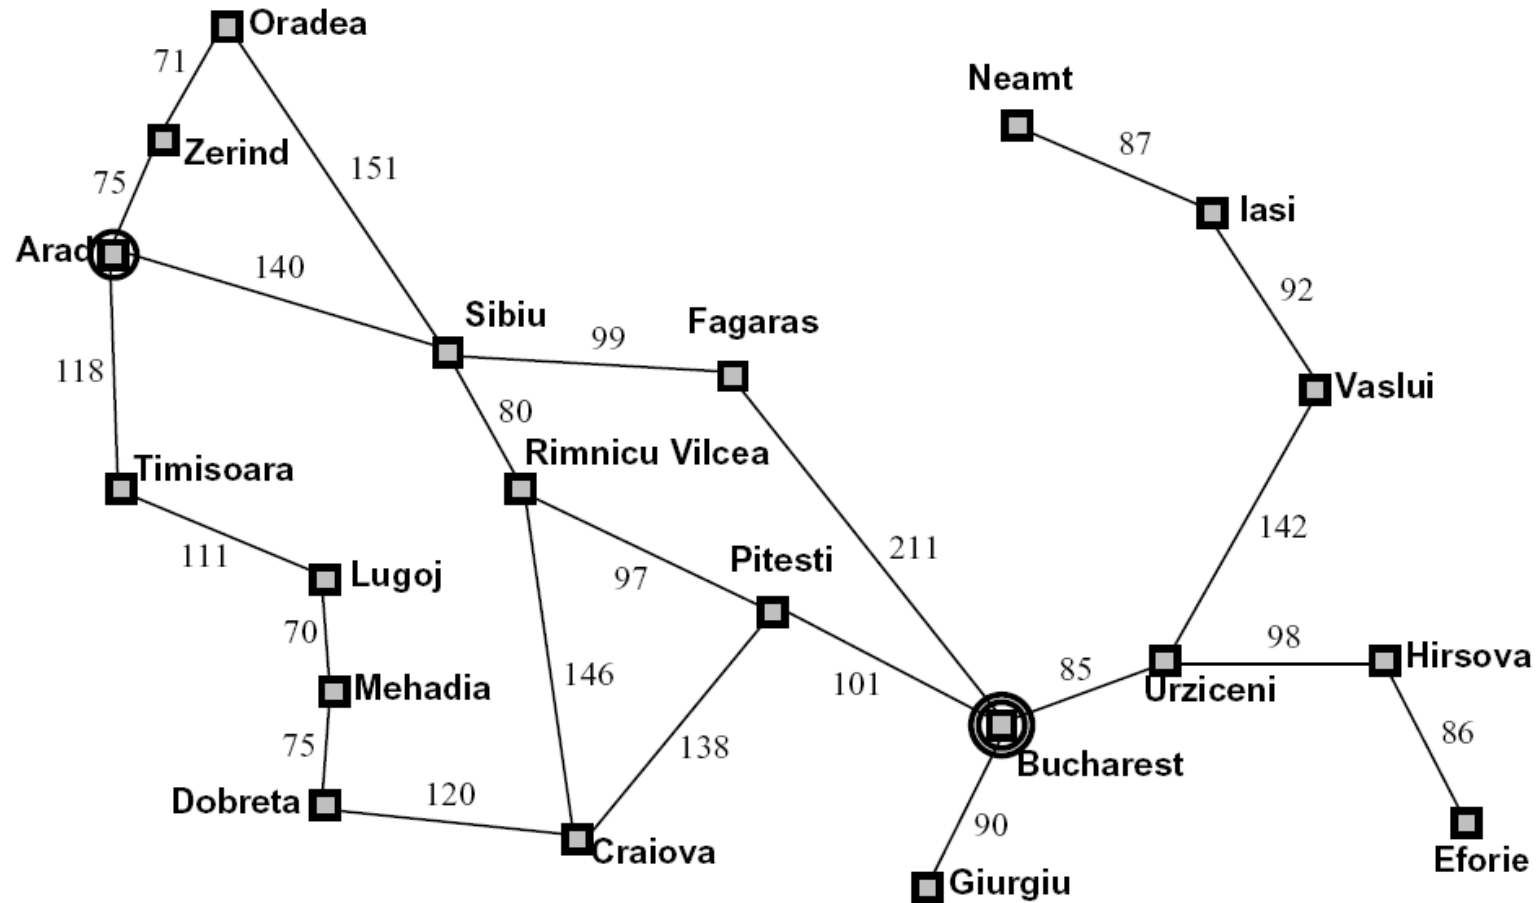 Oradea
71
Neamt
87
Zerind
151
75
Iasi
Arad
140
92
Sibiu
Fagaras
99
118
Vaslui
80
Rimnicu Vilcea
Timisoara
142
111
211
Pitesti
Lugoj
97
70
98
Hirsova
85
146
101
Urziceni
Mehadia
86
75
138
Bucharest
Dobreta
120
90
Craiova
Eforie
Giurgiu